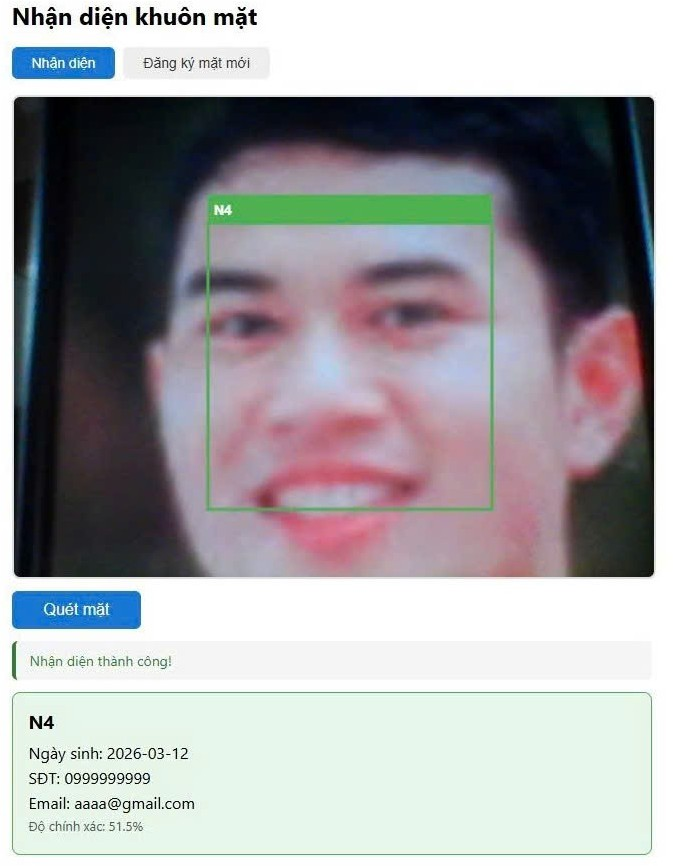 Nhận diện khuôn mặt
Nhận diện
Đăng ký mặt mới
N4
Quét mặt
Nhận diện thành công!
N4
Ngày sinh: 2026-03-12
SĐT: 0999999999
Email: aaaa@gmail.com
Độ chính xác: 51.5%